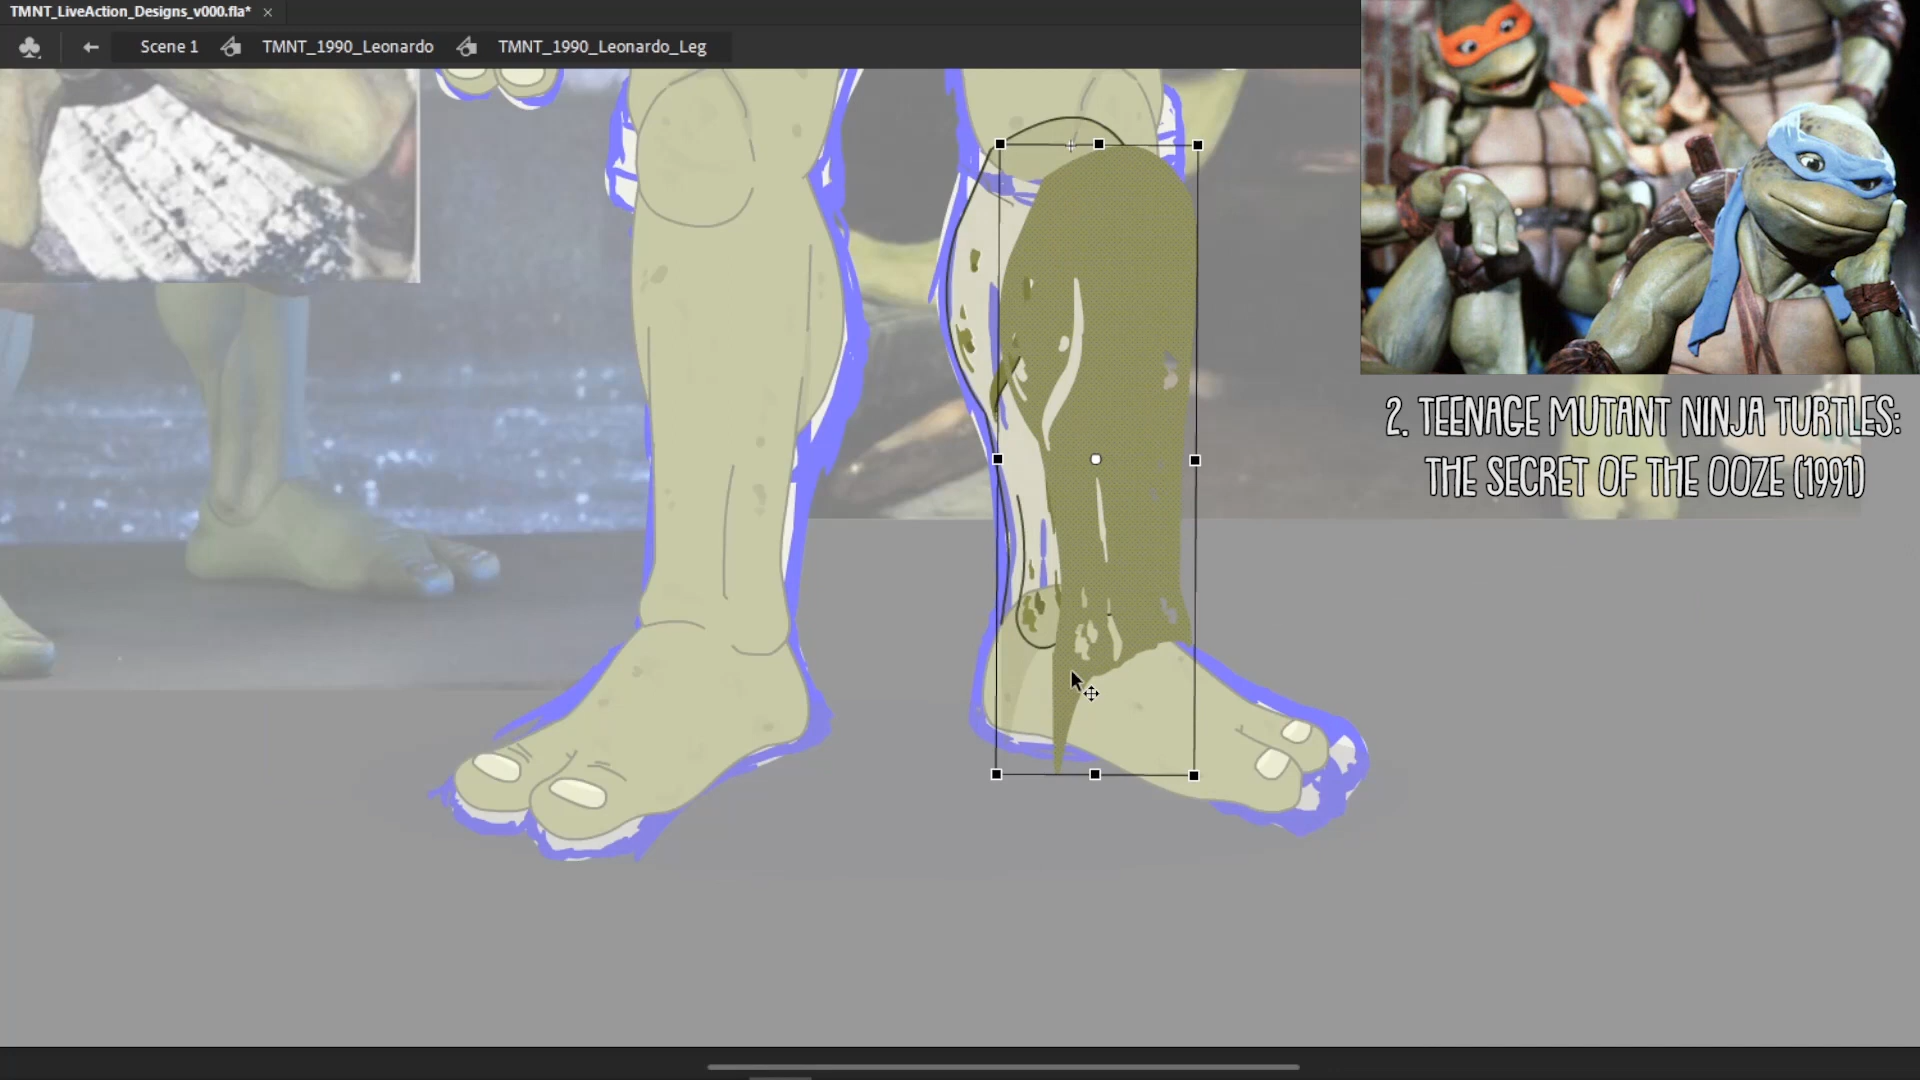 TMNT_LiveAction_Designs_v000.fla*
Scene 1 TMNT_1990_Leonardo TMNT_1990_Leonardo_Leg
2. TEENAGE MUTANT NINJA TURTLES:
THE SECRET OF THE OOZE (1991)